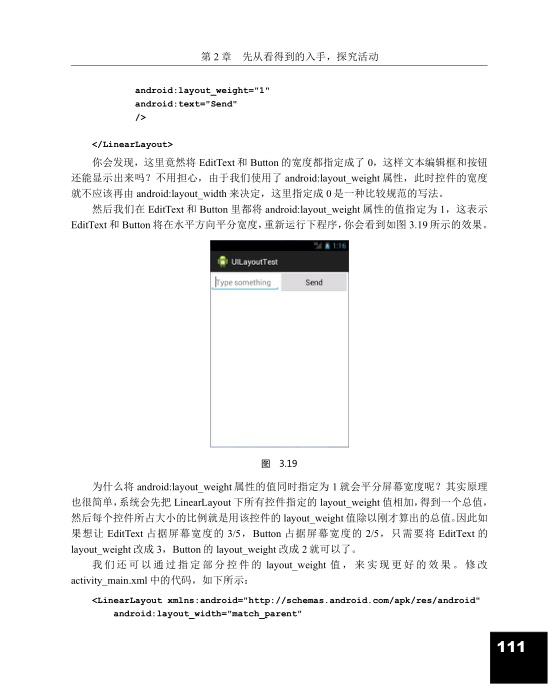 第 2 章 先从看得到的入手，探究活动
android:layout_weight="1"
android:text="Send"
/>
</LinearLayout>
你会发现，这里竟然将 EditText 和 Button 的宽度都指定成了 0，这样文本编辑框和按钮
还能显示出来吗？不用担心，由于我们使用了 android:layout_weight 属性，此时控件的宽度
就不应该再由 android:layout_width 来决定，这里指定成 0 是一种比较规范的写法。
然后我们在 EditText 和 Button 里都将 android:layout_weight 属性的值指定为 1，这表示
EditText 和 Button 将在水平方向平分宽度，重新运行下程序，你会看到如图 3.19 所示的效果。
1:16
UILayoutTest
Type something
Send
图 3.19
为什么将 android:layout_weight 属性的值同时指定为 1 就会平分屏幕宽度呢？其实原理
也很简单，系统会先把 LinearLayout 下所有控件指定的 layout_weight 值相加，得到一个总值，
然后每个控件所占大小的比例就是用该控件的 layout_weight 值除以刚才算出的总值。因此如
果想让 EditText 占据屏幕宽度的 3/5，Button 占据屏幕宽度的 2/5，只需要将 EditText 的
layout_weight 改成 3，Button 的 layout_weight 改成 2 就可以了。
我们还可以通过指定部分控件的 layout_weight 值，来实现更好的效果。修改
activity_main.xml 中的代码，如下所示：
<LinearLayout xmlns:android="http://schemas.android.com/apk/res/android"
android:layout_width="match_parent"
111